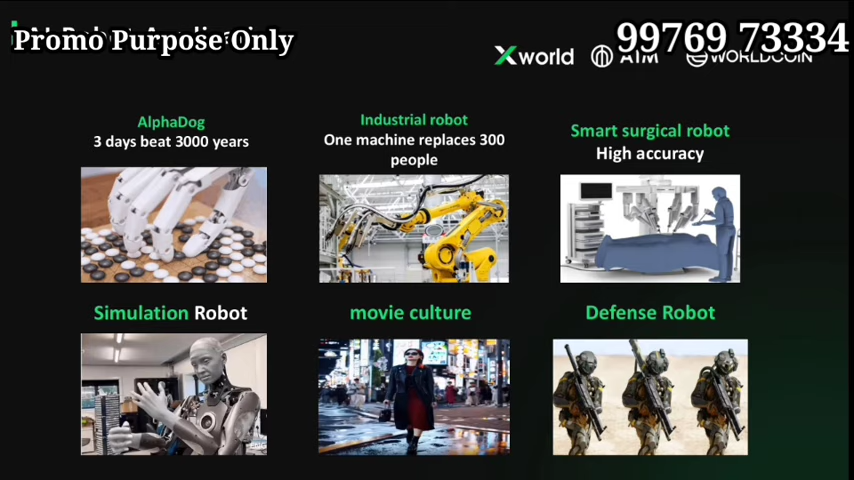 Promo Purpose Only
99769 73334
Xworld
ATM
WORLDCOIN
AlphaDog
3 days beat 3000 years
Industrial robot
One machine replaces 300
people
Smart surgical robot
High accuracy
Simulation Robot
movie culture
Defense Robot